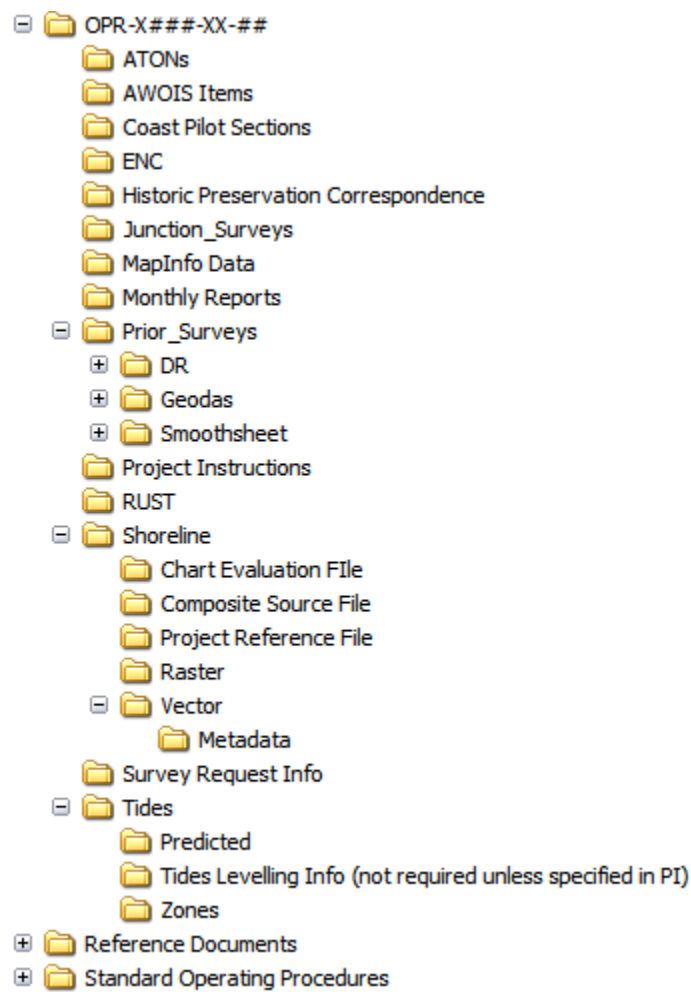 OPR-X###-XX-##
ATONs
AWOIS Items
Coast Pilot Sections
ENC
Historic Preservation Correspondence
Junction_Surveys
MapInfo Data
Monthly Reports
Prior_Surveys
DR
Geodas
Smoothsheet
Project Instructions
RUST
Shoreline
Chart Evaluation FIle
Composite Source File
Project Reference File
Raster
Vector
Metadata
Survey Request Info
Tides
Predicted
Tides Levelling Info (not required unless specified in PI)
Zones
Reference Documents
Standard Operating Procedures